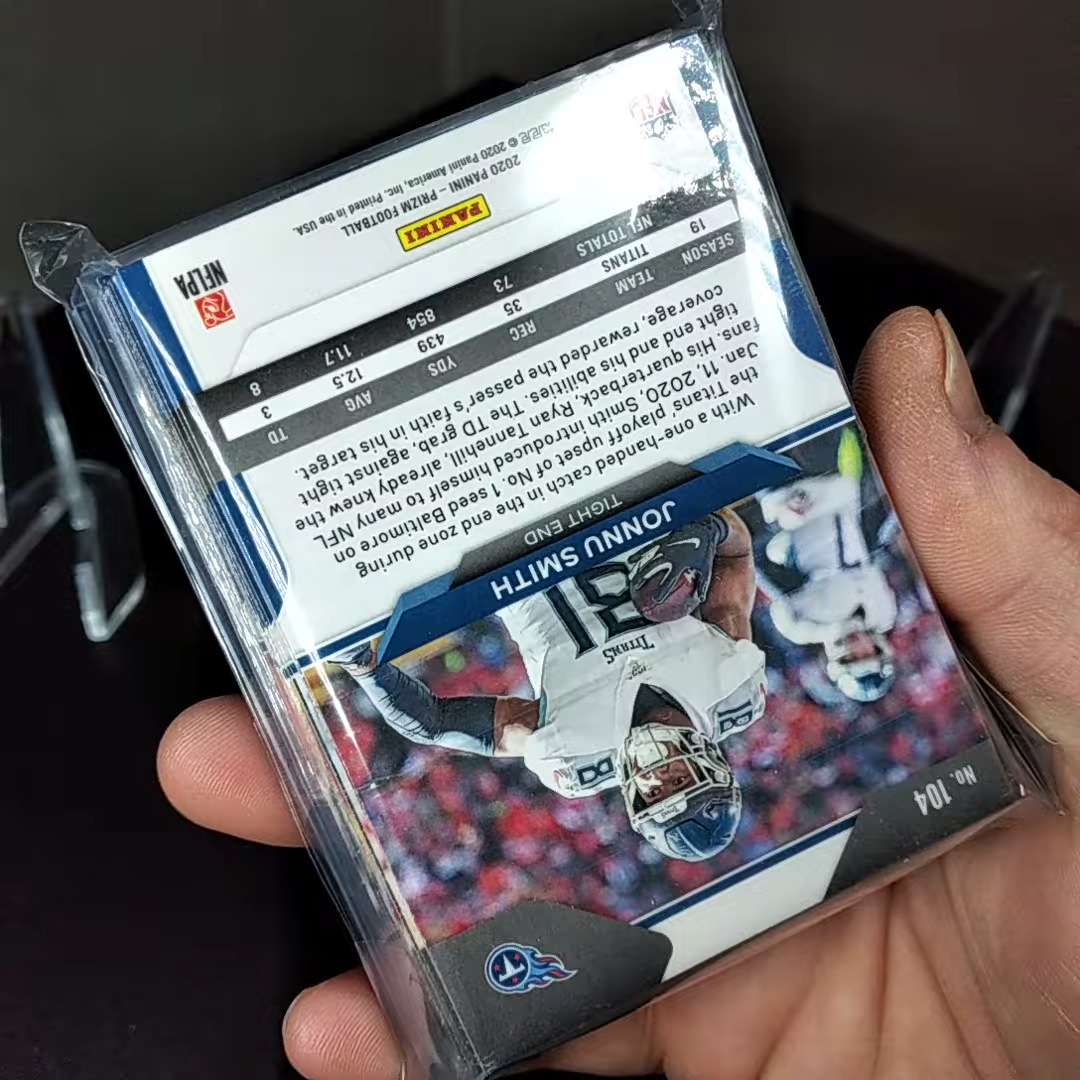 No. 104
TITANS
81
JONNU SMITH
TIGHT END
With a one-handed catch in the end zone during
the Titans' playoff upset of No. 1 seed Baltimore on
Jan. 11, 2020, Smith introduced himself to many NFL
fans. His quarterback, Ryan Tannehill, already knew the
tight end and his abilities. The TD grab, against tight
coverage, rewarded the passer's faith in his target.
SEASON TEAM REC YDS AVG TD
19 TITANS 35 439 12.5 3
NFL TOTALS 73 854 11.7 8
PANINI
2020 PANINI – PRIZM FOOTBALL
© 2020 Panini America, Inc. Printed in the USA.
NFLPA